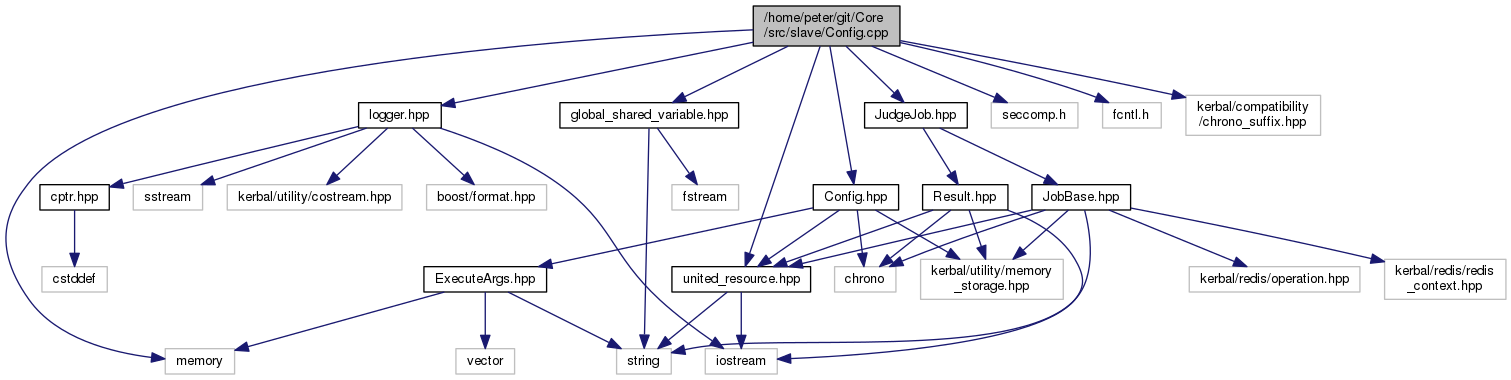 /home/peter/git/Core
/src/slave/Config.cpp
logger.hpp
global_shared_variable.hpp
JudgeJob.hpp
seccomp.h
fcntl.h
kerbal/compatibility
/chrono_suffix.hpp
cptr.hpp
sstream
kerbal/utility/costream.hpp
boost/format.hpp
fstream
Config.hpp
Result.hpp
JobBase.hpp
cstddef
ExecuteArgs.hpp
united_resource.hpp
chrono
kerbal/utility/memory
_storage.hpp
kerbal/redis/operation.hpp
kerbal/redis/redis
_context.hpp
memory
vector
string
iostream